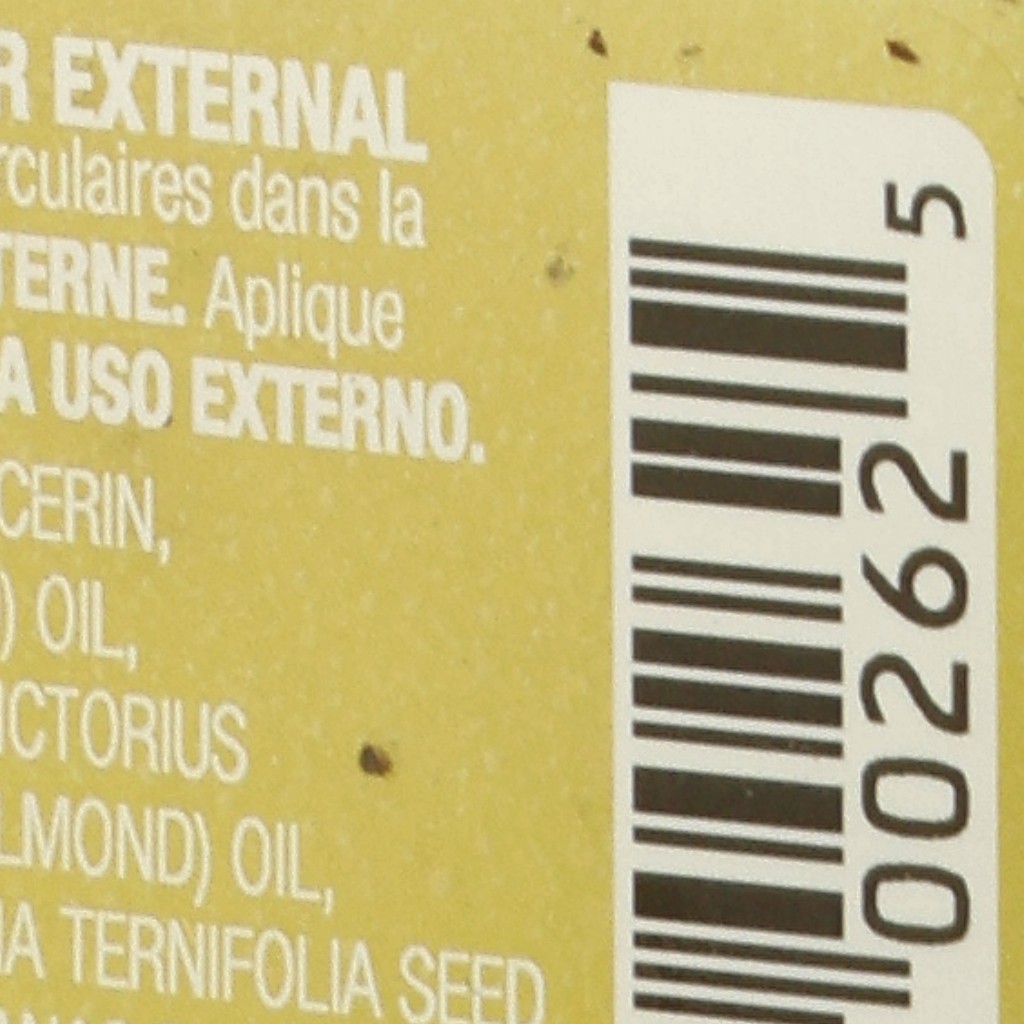 R EXTERNAL
rculaires dans la
TERNE. Aplique
A USO EXTERNO.
CERIN,
) OIL,
ICTORIUS
LMOND) OIL,
IA TERNIFOLIA SEED
00262 5